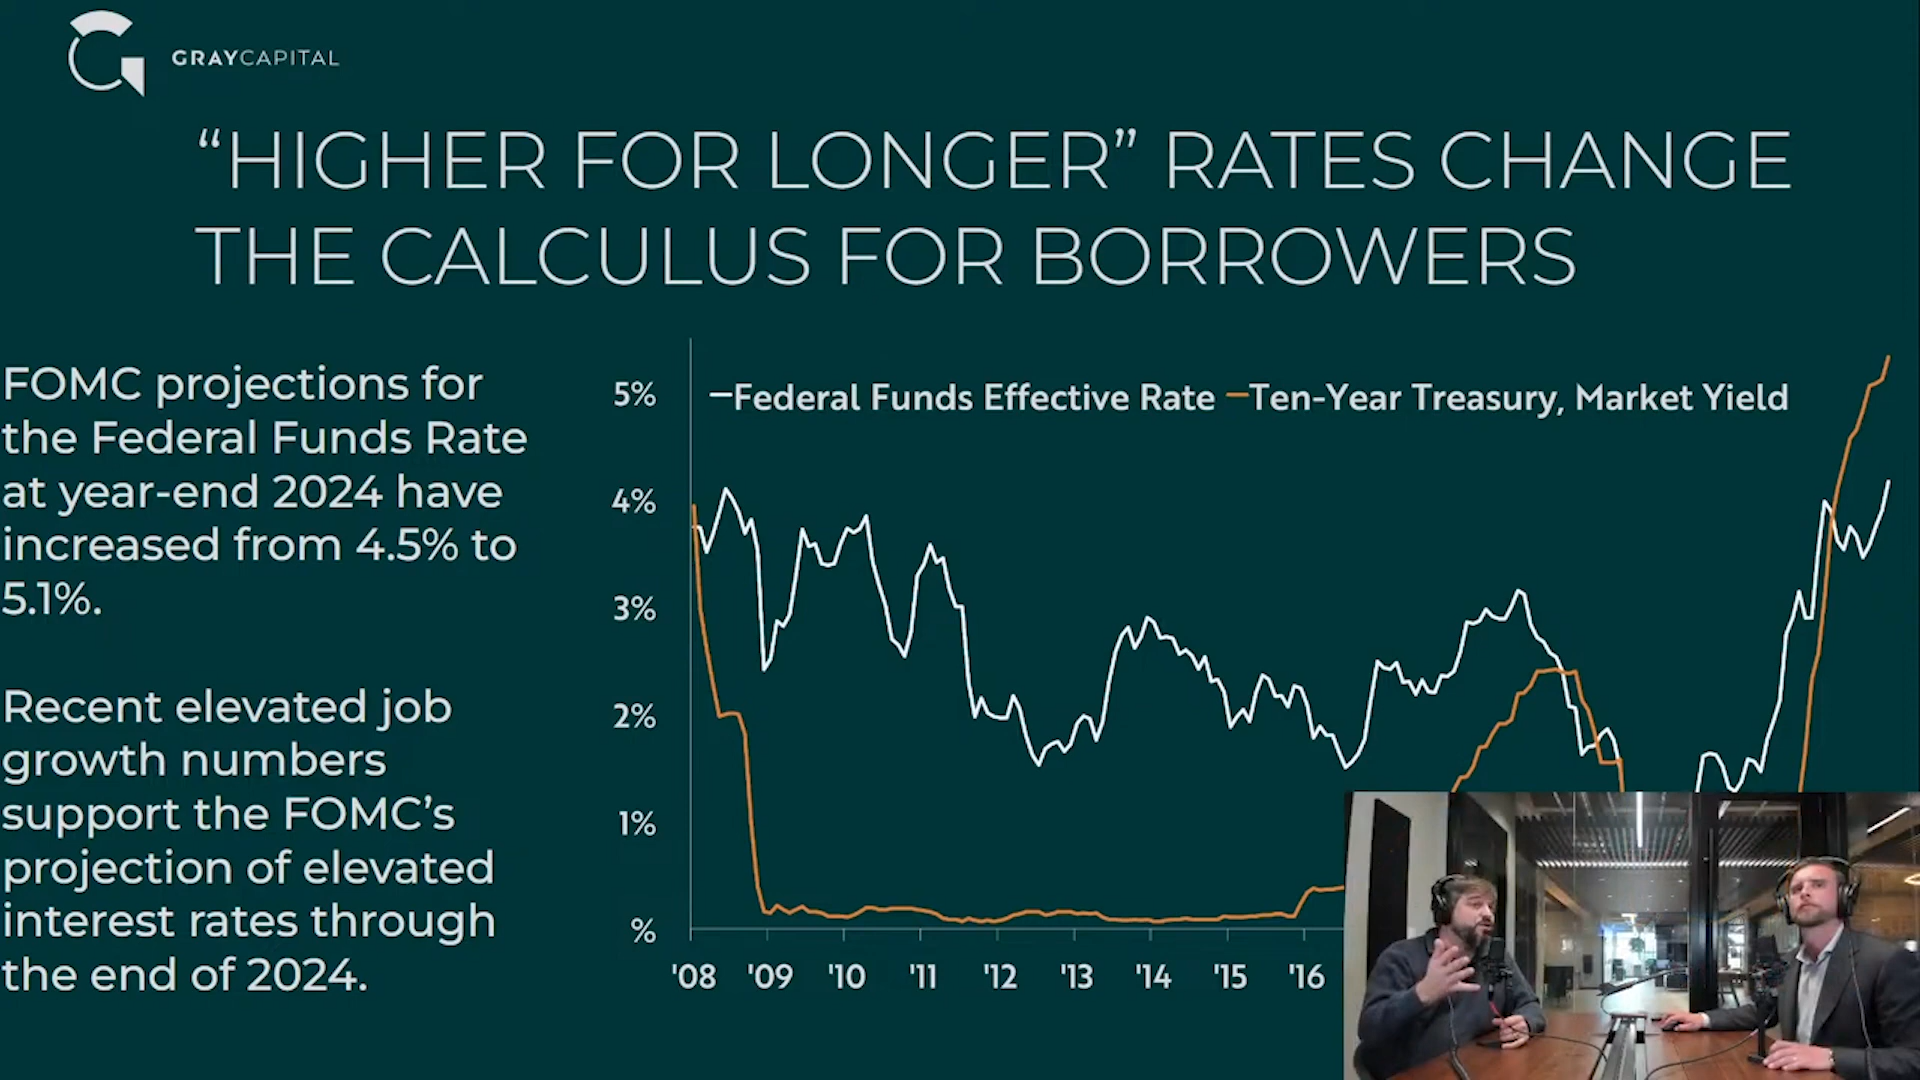 GRAYCAPITAL
“HIGHER FOR LONGER” RATES CHANGE
THE CALCULUS FOR BORROWERS
FOMC projections for
the Federal Funds Rate
at year-end 2024 have
increased from 4.5% to
5.1%.
Recent elevated job
growth numbers
support the FOMC’s
projection of elevated
interest rates through
the end of 2024.
Federal Funds Effective Rate Ten-Year Treasury, Market Yield
5%
4%
3%
2%
1%
%
'08 '09 '10 '11 '12 '13 '14 '15 '16